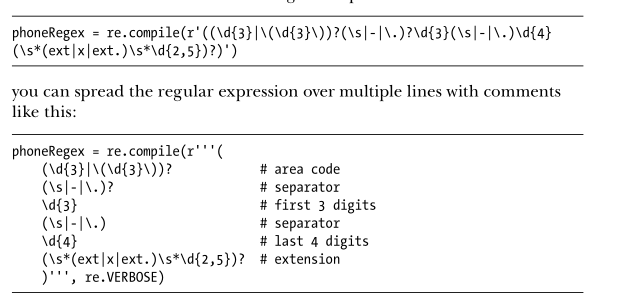 phoneRegex = re.compile(r'((\d{3}|\(\d{3}\))?(\s|-|\.)?\d{3}(\s|-|\.)\d{4}
(\s*(ext|x|ext.)\s*\d{2,5})?)')
you can spread the regular expression over multiple lines with comments
like this:
phoneRegex = re.compile(r'''(
    (\d{3}|\(\d{3}\))?            # area code
    (\s|-|\.)?                    # separator
    \d{3}                         # first 3 digits
    (\s|-|\.)                     # separator
    \d{4}                         # last 4 digits
    (\s*(ext|x|ext.)\s*\d{2,5})?  # extension
    )''', re.VERBOSE)